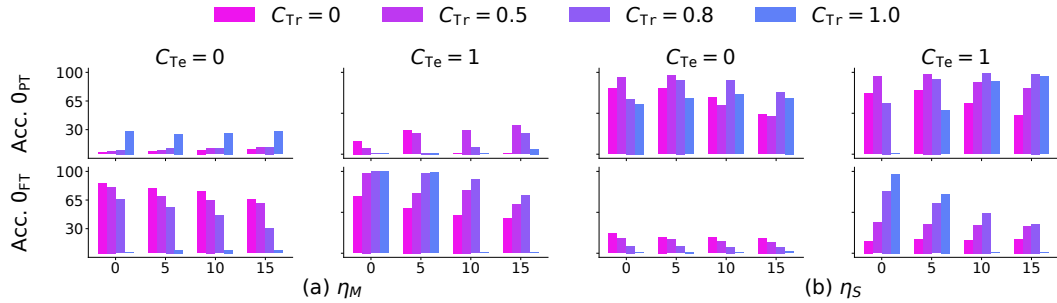 C_Tr = 0 C_Tr = 0.5 C_Tr = 0.8 C_Tr = 1.0
C_Te = 0 C_Te = 1 C_Te = 0 C_Te = 1
Acc. 0_PT
100
65
30
Acc. 0_FT
100
65
30
0 5 10 15 0 5 10 15 0 5 10 15 0 5 10 15
(a) η_M (b) η_S